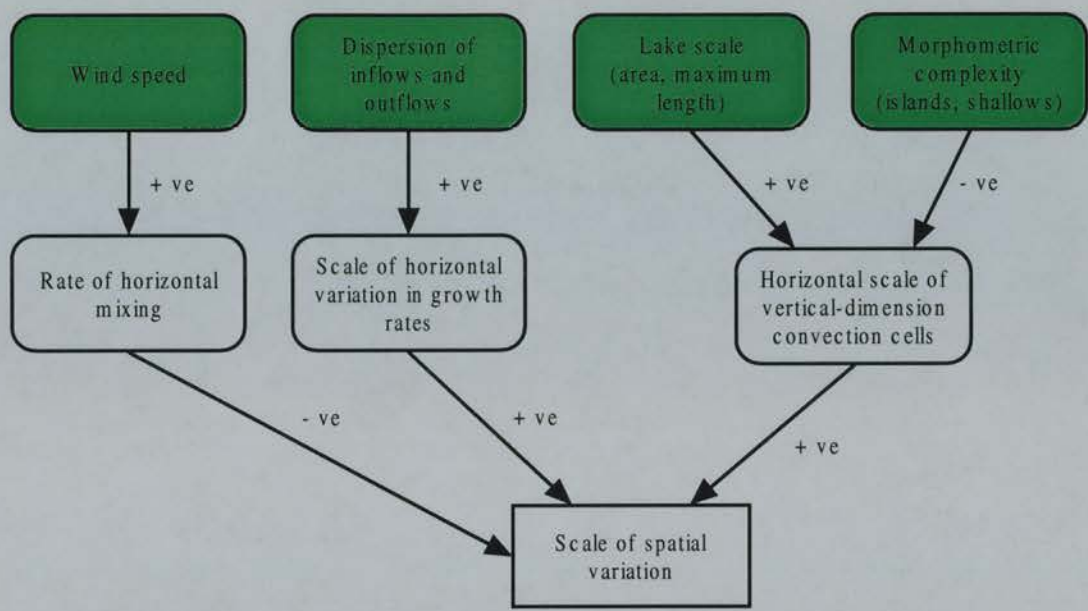 Wind speed
Dispersion of
inflows and
outflows
Lake scale
(area, maximum
length)
Morphometric
complexity
(islands, shallows)
+ ve
+ ve
+ ve
- ve
Rate of horizontal
mixing
Scale of horizontal
variation in growth
rates
Horizontal scale of
vertical-dimension
convection cells
- ve
+ ve
+ ve
Scale of spatial
variation